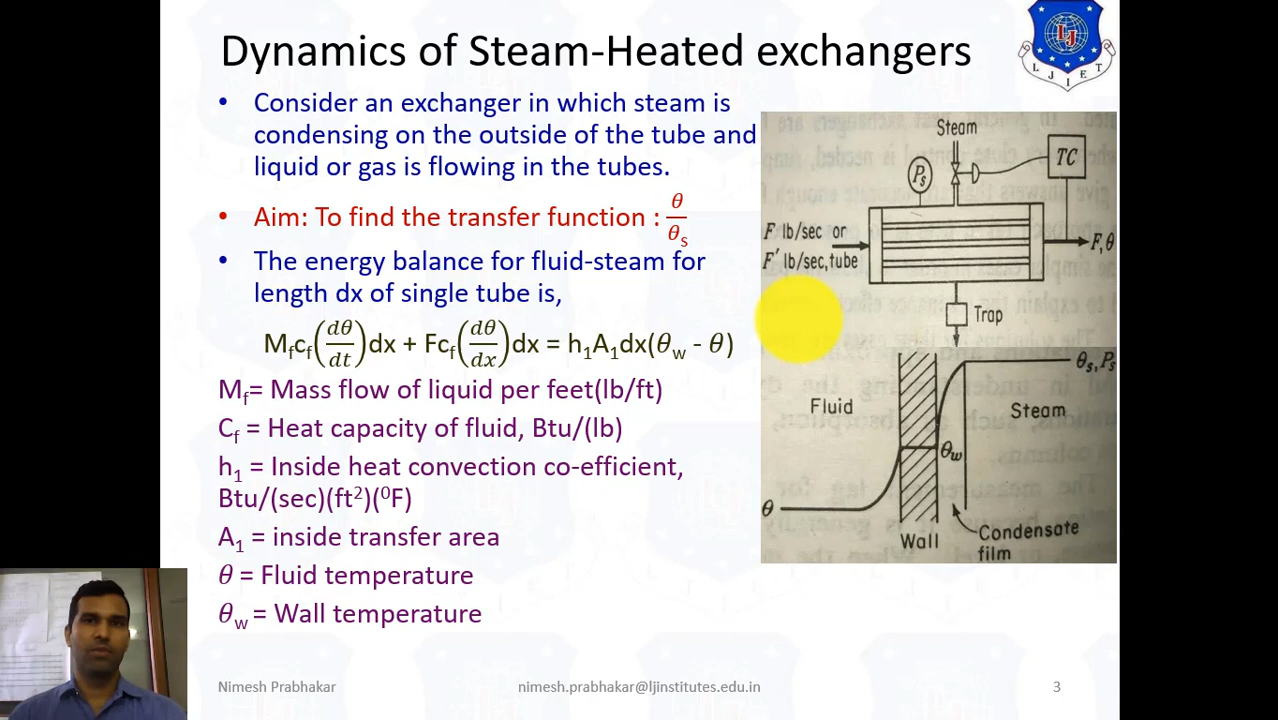 Dynamics of Steam-Heated exchangers
LJ
LJIET
• Consider an exchanger in which steam is
condensing on the outside of the tube and
liquid or gas is flowing in the tubes.
• Aim: To find the transfer function : θ/θs
• The energy balance for fluid-steam for
length dx of single tube is,
Mfcf(dθ/dt)dx + Fcf(dθ/dx)dx = h1A1dx(θw - θ)
Mf= Mass flow of liquid per feet(lb/ft)
Cf = Heat capacity of fluid, Btu/(lb)
h1 = Inside heat convection co-efficient,
Btu/(sec)(ft²)(⁰F)
A1 = inside transfer area
θ = Fluid temperature
θw = Wall temperature
Steam
TC
Ps
F lb/sec or
F′ lb/sec, tube
F, θ
Trap
θs, Ps
Fluid
Steam
θw
θ
Wall
Condensate
film
Nimesh Prabhakar
nimesh.prabhakar@ljinstitutes.edu.in
3